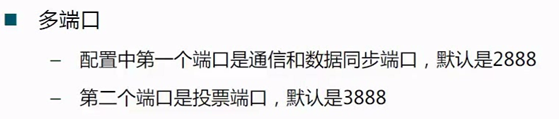 ■ 多端口
– 配置中第一个端口是通信和数据同步端口，默认是2888
– 第二个端口是投票端口，默认是3888